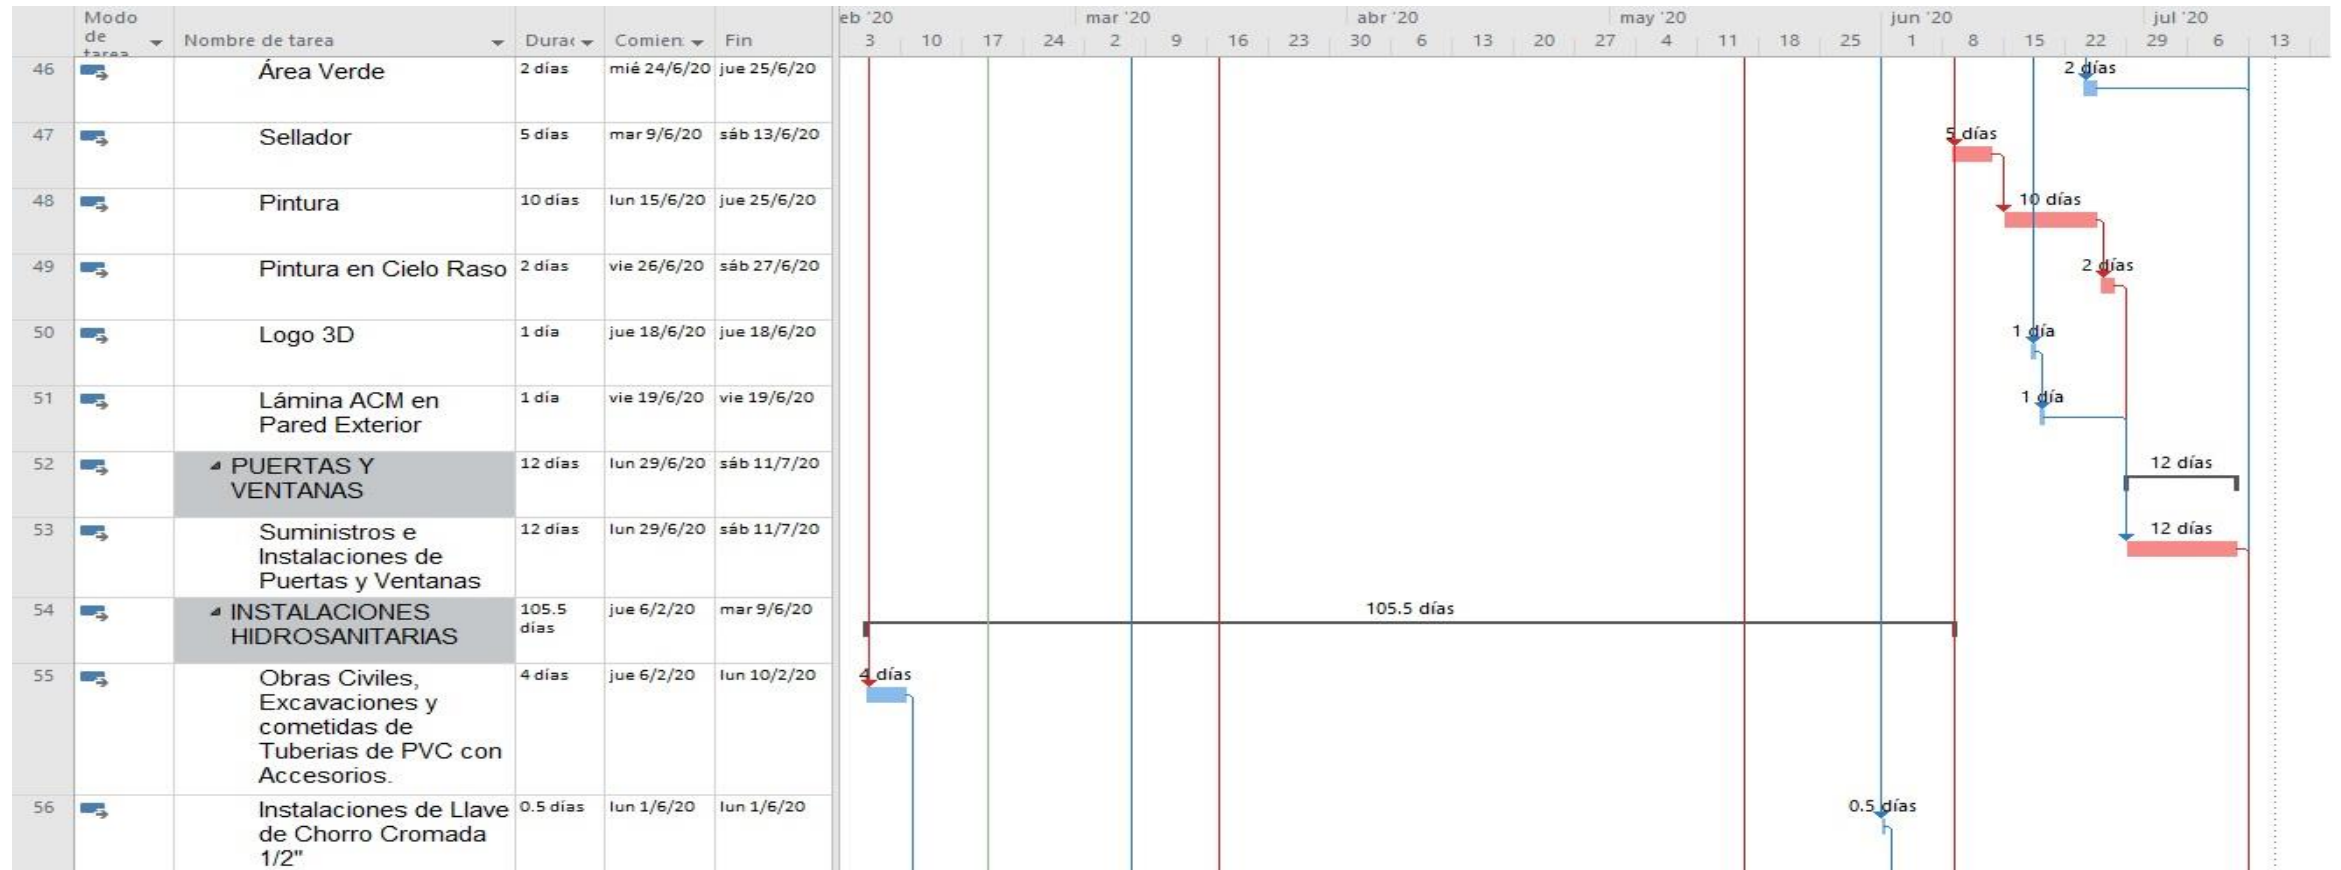 Modo de tarea Nombre de tarea Durac Comien: Fin
eb '20 mar '20 abr '20 may '20 jun '20 jul '20
3 10 17 24 2 9 16 23 30 6 13 20 27 4 11 18 25 1 8 15 22 29 6 13
46 Área Verde 2 días mié 24/6/20 jue 25/6/20 2 días
47 Sellador 5 días mar 9/6/20 sáb 13/6/20 5 días
48 Pintura 10 días lun 15/6/20 jue 25/6/20 10 días
49 Pintura en Cielo Raso 2 días vie 26/6/20 sáb 27/6/20 2 días
50 Logo 3D 1 día jue 18/6/20 jue 18/6/20 1 día
51 Lámina ACM en 1 día vie 19/6/20 vie 19/6/20 1 día
Pared Exterior
52 PUERTAS Y 12 días lun 29/6/20 sáb 11/7/20 12 días
VENTANAS
53 Suministros e 12 días lun 29/6/20 sáb 11/7/20 12 días
Instalaciones de
Puertas y Ventanas
54 INSTALACIONES 105.5 días jue 6/2/20 mar 9/6/20 105.5 días
HIDROSANITARIAS
55 Obras Civiles, 4 días jue 6/2/20 lun 10/2/20 4 días
Excavaciones y
cometidas de
Tuberias de PVC con
Accesorios.
56 Instalaciones de Llave 0.5 días lun 1/6/20 lun 1/6/20 0.5 días
de Chorro Cromada
1/2"